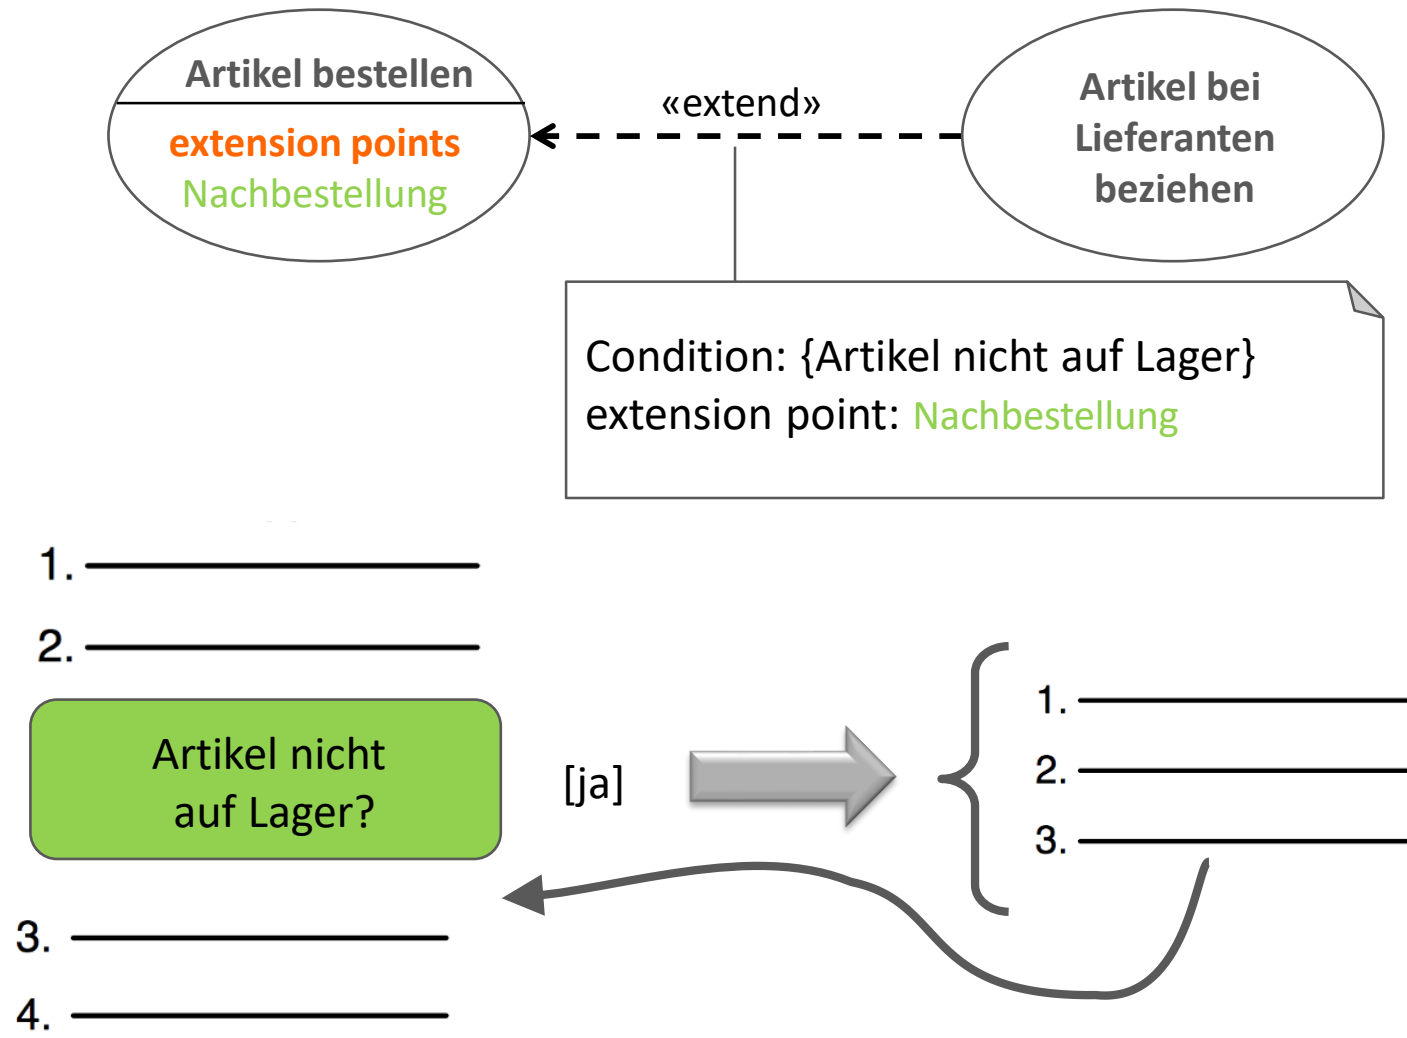 Artikel bestellen
extension points
Nachbestellung
«extend»
Artikel bei
Lieferanten
beziehen
Condition: {Artikel nicht auf Lager}
extension point: Nachbestellung
1.
2.
Artikel nicht
auf Lager?
[ja]
1.
2.
3.
3.
4.